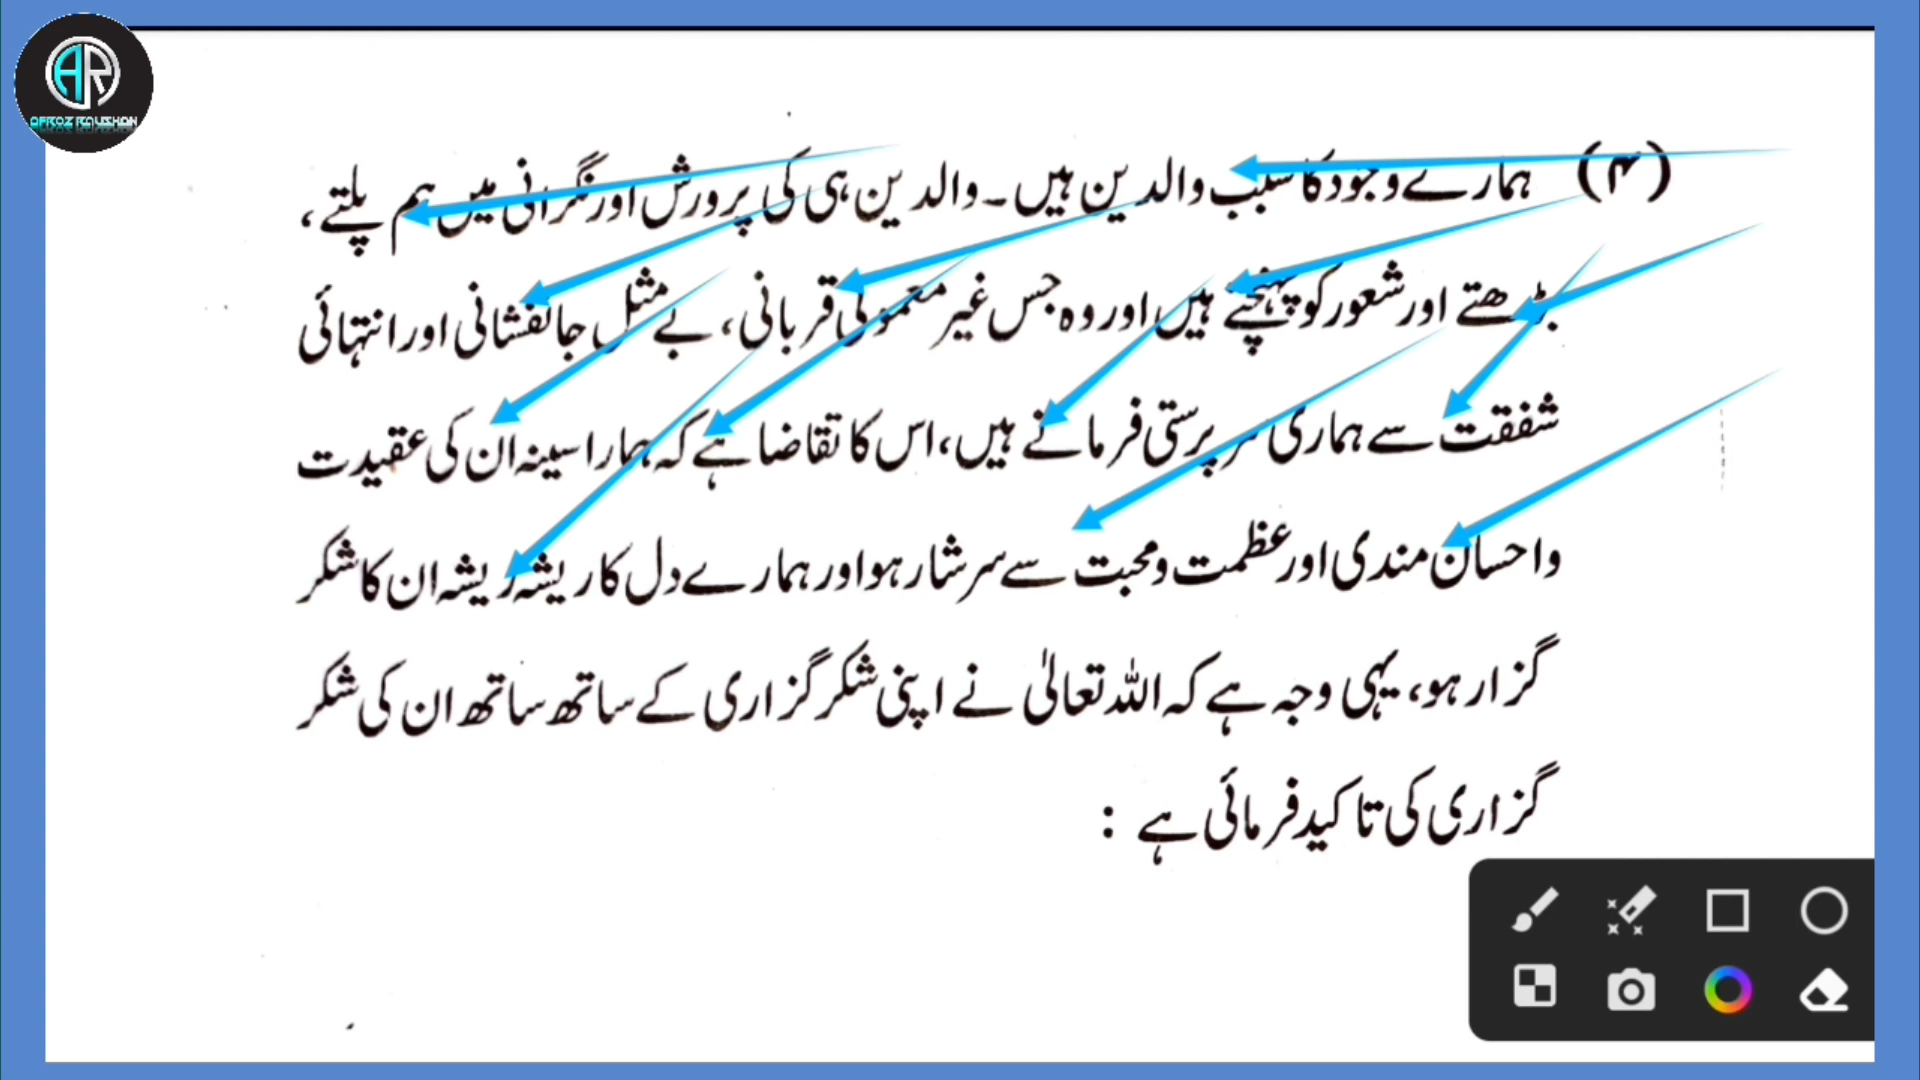 AR
AFROZ RAUSHAN
(۴) ہمارے وجود کا سبب والدین ہیں۔ والدین ہی کی پرورش اور نگرانی میں ہم پلتے،
بڑھتے اور شعور کو پہنچتے ہیں اور وہ جس غیر معمولی قربانی، بے مثل جانفشانی اور انتہائی
شفقت سے ہماری سرپرستی فرماتے ہیں، اس کا تقاضا ہے کہ ہمارا سینہ ان کی عقیدت
واحسان مندی اور عظمت ومحبت سے سرشار ہو اور ہمارے دل کا ریشہ ریشہ ان کا شکر
گزار ہو، یہی وجہ ہے کہ اللہ تعالیٰ نے اپنی شکر گزاری کے ساتھ ساتھ ان کی شکر
گزاری کی تاکید فرمائی ہے :